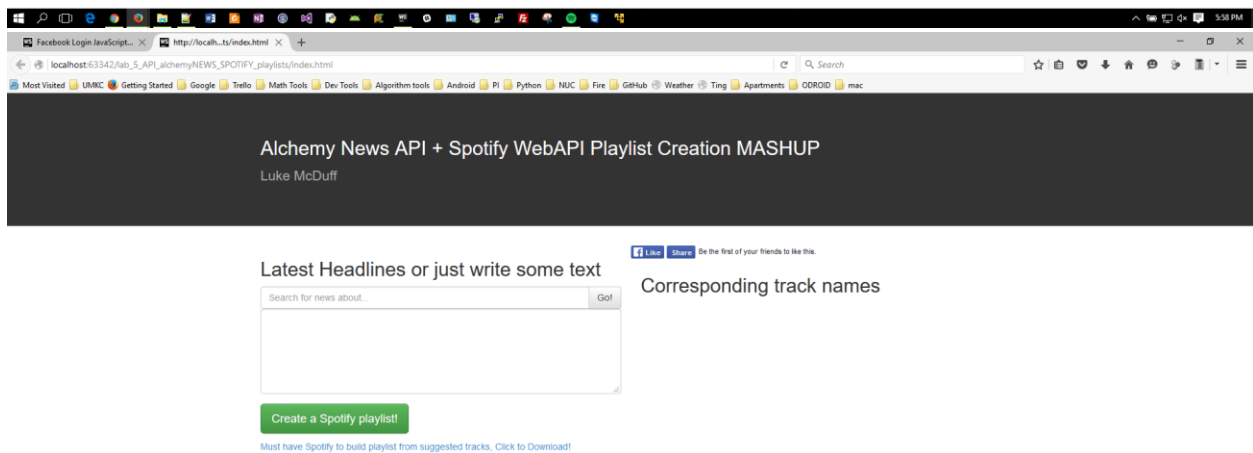 5:58 PM
Facebook Login JavaScript... http://localh...ts/index.html
localhost:63342/lab_5_API_alchemyNEWS_SPOTIFY_playlists/index.html Search
Most Visited UMKC Getting Started Google Trello Math Tools Dev Tools Algorithm tools Android PI Python NUC Fire GitHub Weather Ting Apartments ODROID mac
Alchemy News API + Spotify WebAPI Playlist Creation MASHUP
Luke McDuff
Like Share Be the first of your friends to like this.
Latest Headlines or just write some text
Corresponding track names
Search for news about... Go!
Create a Spotify playlist!
Must have Spotify to build playlist from suggested tracks, Click to Download!